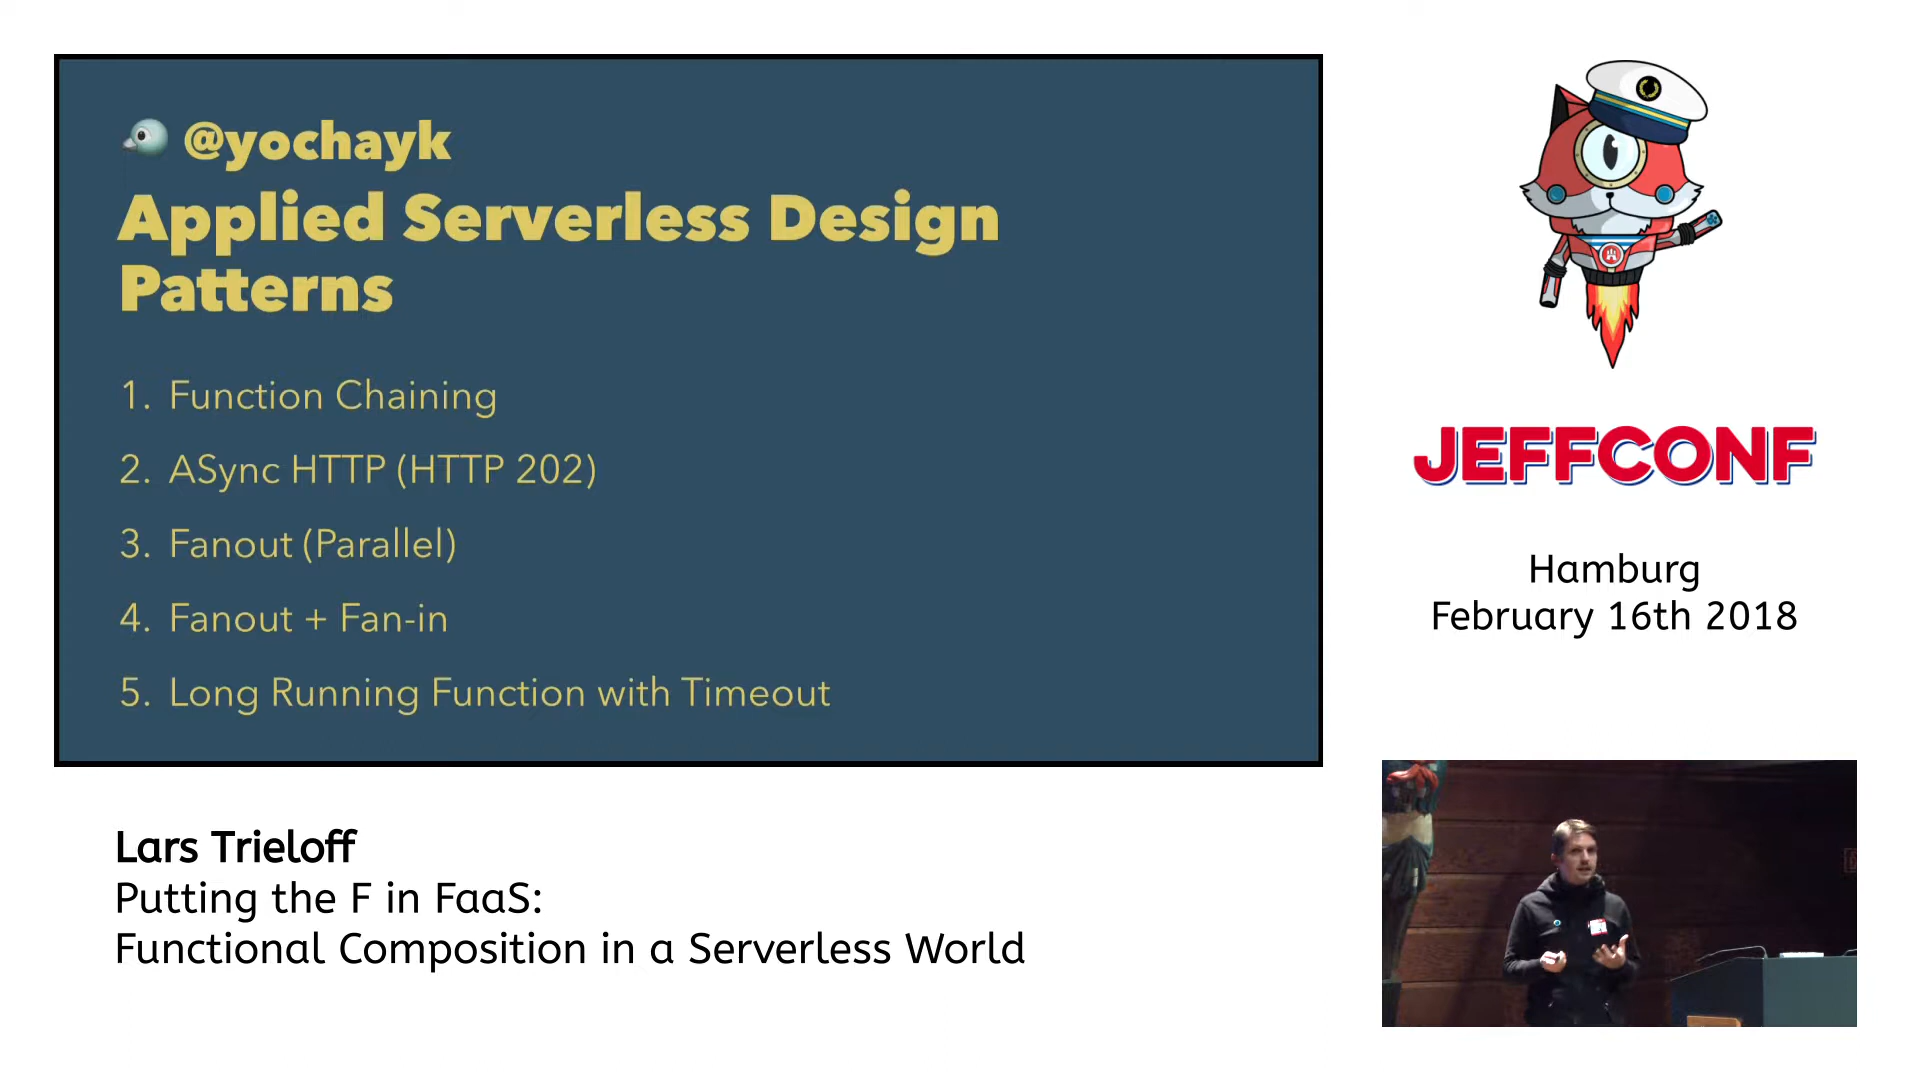 @yochayk
Applied Serverless Design
Patterns
1. Function Chaining
2. ASync HTTP (HTTP 202)
3. Fanout (Parallel)
4. Fanout + Fan-in
5. Long Running Function with Timeout
JEFFCONF
Hamburg
February 16th 2018
Lars Trieloff
Putting the F in FaaS:
Functional Composition in a Serverless World